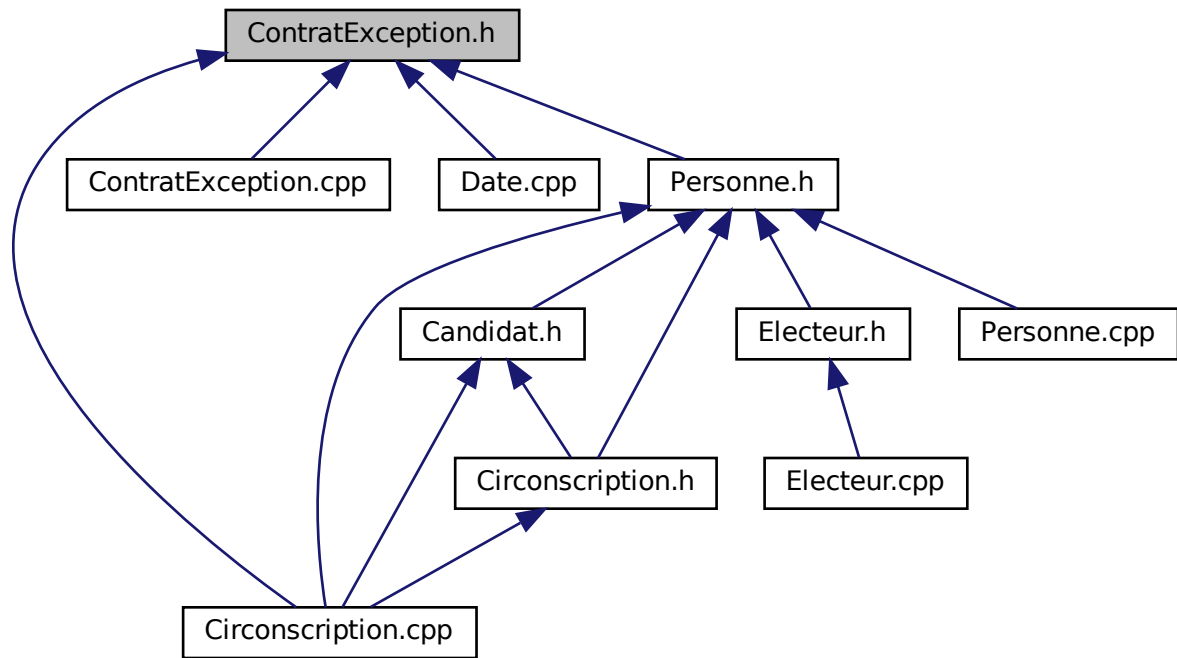 ContratException.h
ContratException.cpp
Date.cpp
Personne.h
Candidat.h
Electeur.h
Personne.cpp
Circonscription.h
Electeur.cpp
Circonscription.cpp